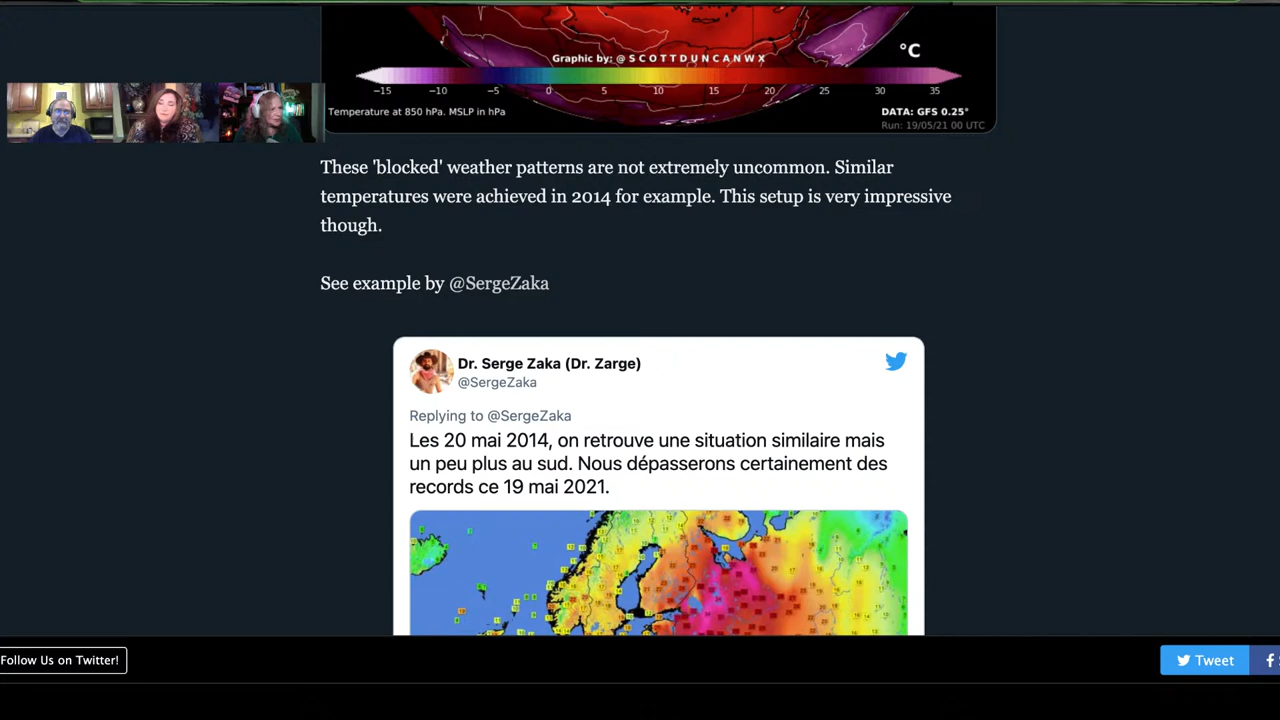 Graphic by: @SCOTTDUNCANWX
°C
-15 -10 -5 0 5 10 15 20 25 30 35
Temperature at 850 hPa. MSLP in hPa
DATA: GFS 0.25°
Run: 19/05/21 00 UTC
These 'blocked' weather patterns are not extremely uncommon. Similar
temperatures were achieved in 2014 for example. This setup is very impressive
though.
See example by @SergeZaka
Dr. Serge Zaka (Dr. Zarge)
@SergeZaka
Replying to @SergeZaka
Les 20 mai 2014, on retrouve une situation similaire mais
un peu plus au sud. Nous dépasserons certainement des
records ce 19 mai 2021.
Follow Us on Twitter!
Tweet